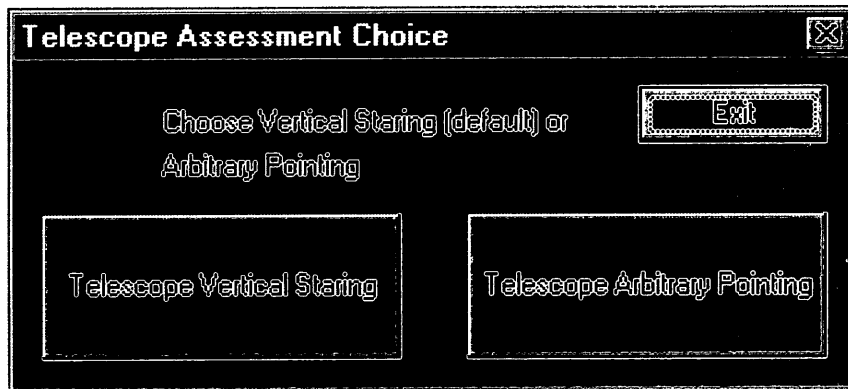 Telescope Assessment Choice
Choose Vertical Staring (default) or
Arbitrary Pointing
Exit
Telescope Vertical Staring
Telescope Arbitrary Pointing